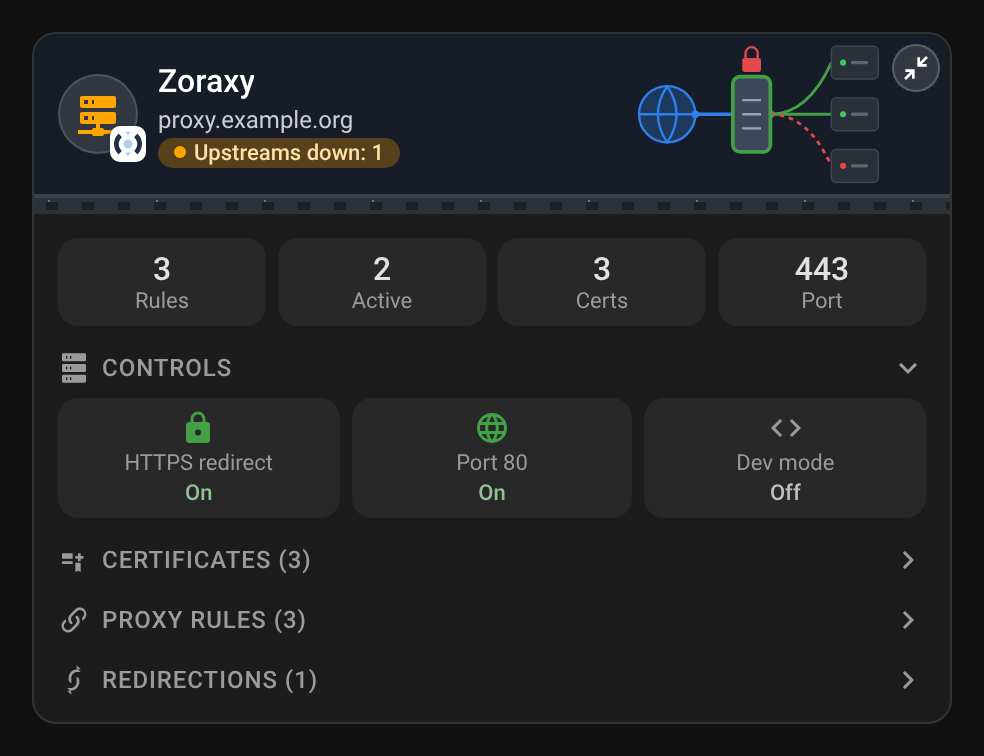 Zoraxy
proxy.example.org
Upstreams down: 1
3
Rules
2
Active
3
Certs
443
Port
CONTROLS
HTTPS redirect
On
Port 80
On
Dev mode
Off
CERTIFICATES (3)
PROXY RULES (3)
REDIRECTIONS (1)